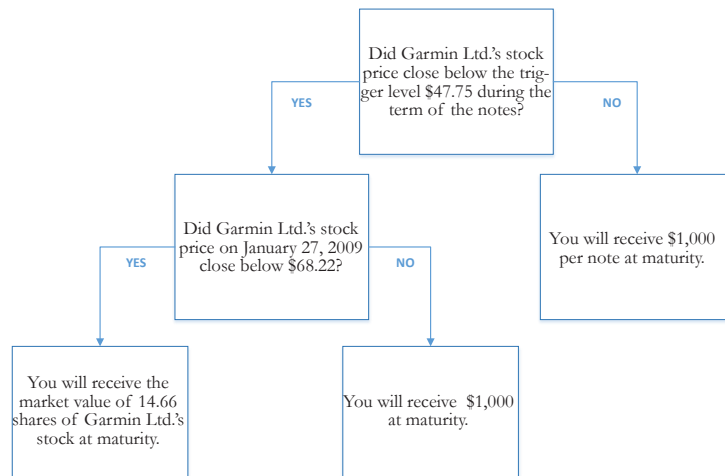 Did Garmin Ltd.'s stock
price close below the trig-
ger level $47.75 during the
term of the notes?
YES
NO
Did Garmin Ltd.'s stock
price on January 27, 2009
close below $68.22?
You will receive $1,000
per note at maturity.
YES
NO
You will receive the
market value of 14.66
shares of Garmin Ltd.'s
stock at maturity.
You will receive $1,000
at maturity.